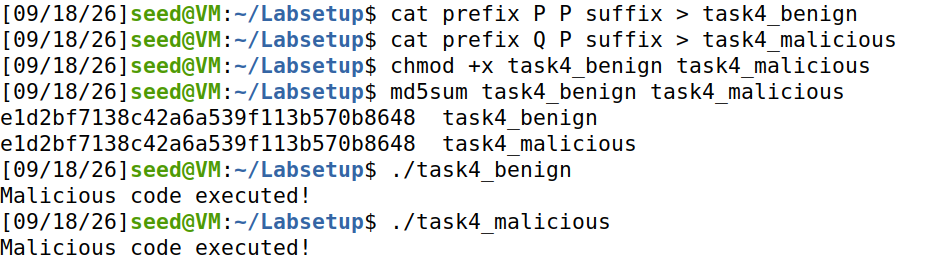 [09/18/26]seed@VM:~/Labsetup$ cat prefix P P suffix > task4_benign
[09/18/26]seed@VM:~/Labsetup$ cat prefix Q P suffix > task4_malicious
[09/18/26]seed@VM:~/Labsetup$ chmod +x task4_benign task4_malicious
[09/18/26]seed@VM:~/Labsetup$ md5sum task4_benign task4_malicious
e1d2bf7138c42a6a539f113b570b8648  task4_benign
e1d2bf7138c42a6a539f113b570b8648  task4_malicious
[09/18/26]seed@VM:~/Labsetup$ ./task4_benign
Malicious code executed!
[09/18/26]seed@VM:~/Labsetup$ ./task4_malicious
Malicious code executed!